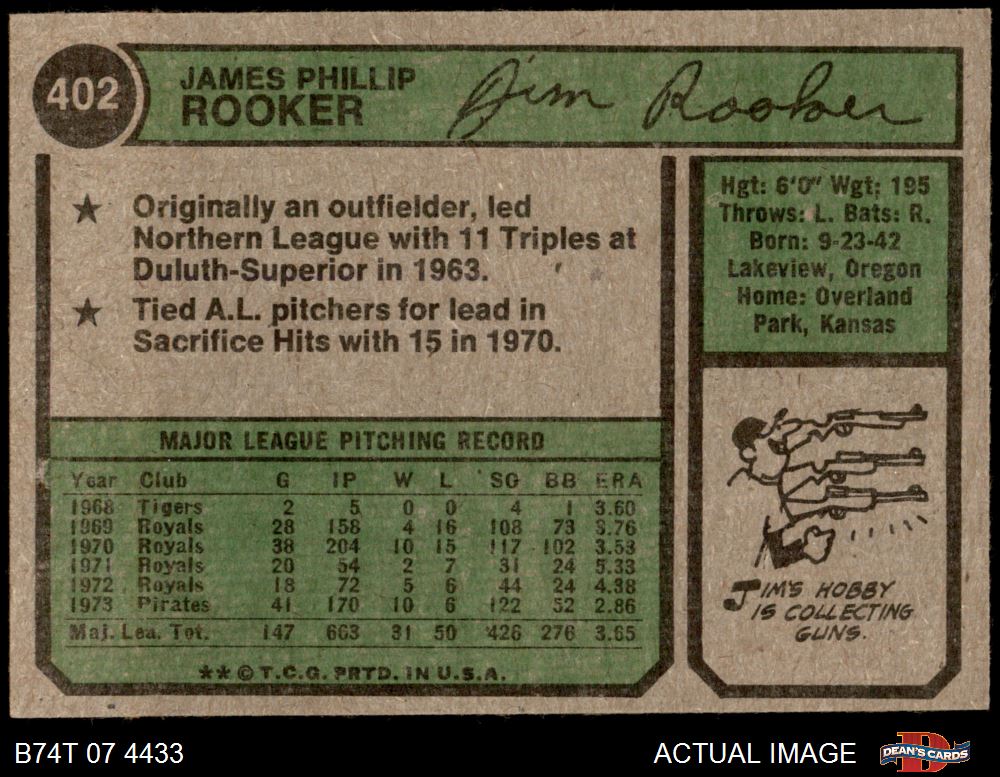 402
JAMES PHILLIP
ROOKER
Jim Rooker
★ Originally an outfielder, led
Northern League with 11 Triples at
Duluth-Superior in 1963.
★ Tied A.L. pitchers for lead in
Sacrifice Hits with 15 in 1970.
Hgt: 6'0" Wgt: 195
Throws: L. Bats: R.
Born: 9-23-42
Lakeview, Oregon
Home: Overland
Park, Kansas
MAJOR LEAGUE PITCHING RECORD
Year Club G IP W L SO BB ERA
1968 Tigers 2 5 0 0 4 1 3.60
1969 Royals 28 158 4 16 108 73 3.76
1970 Royals 38 204 10 15 117 102 3.53
1971 Royals 20 54 2 7 31 24 5.33
1972 Royals 18 72 5 6 44 24 4.38
1973 Pirates 41 170 10 6 122 52 2.86
Maj. Lea. Tot. 147 663 31 50 426 276 3.65
** © T.C.G. PRTD. IN U.S.A.
JIM'S HOBBY
IS COLLECTING
GUNS.
B74T 07 4433
ACTUAL IMAGE
DEAN'S CARDS